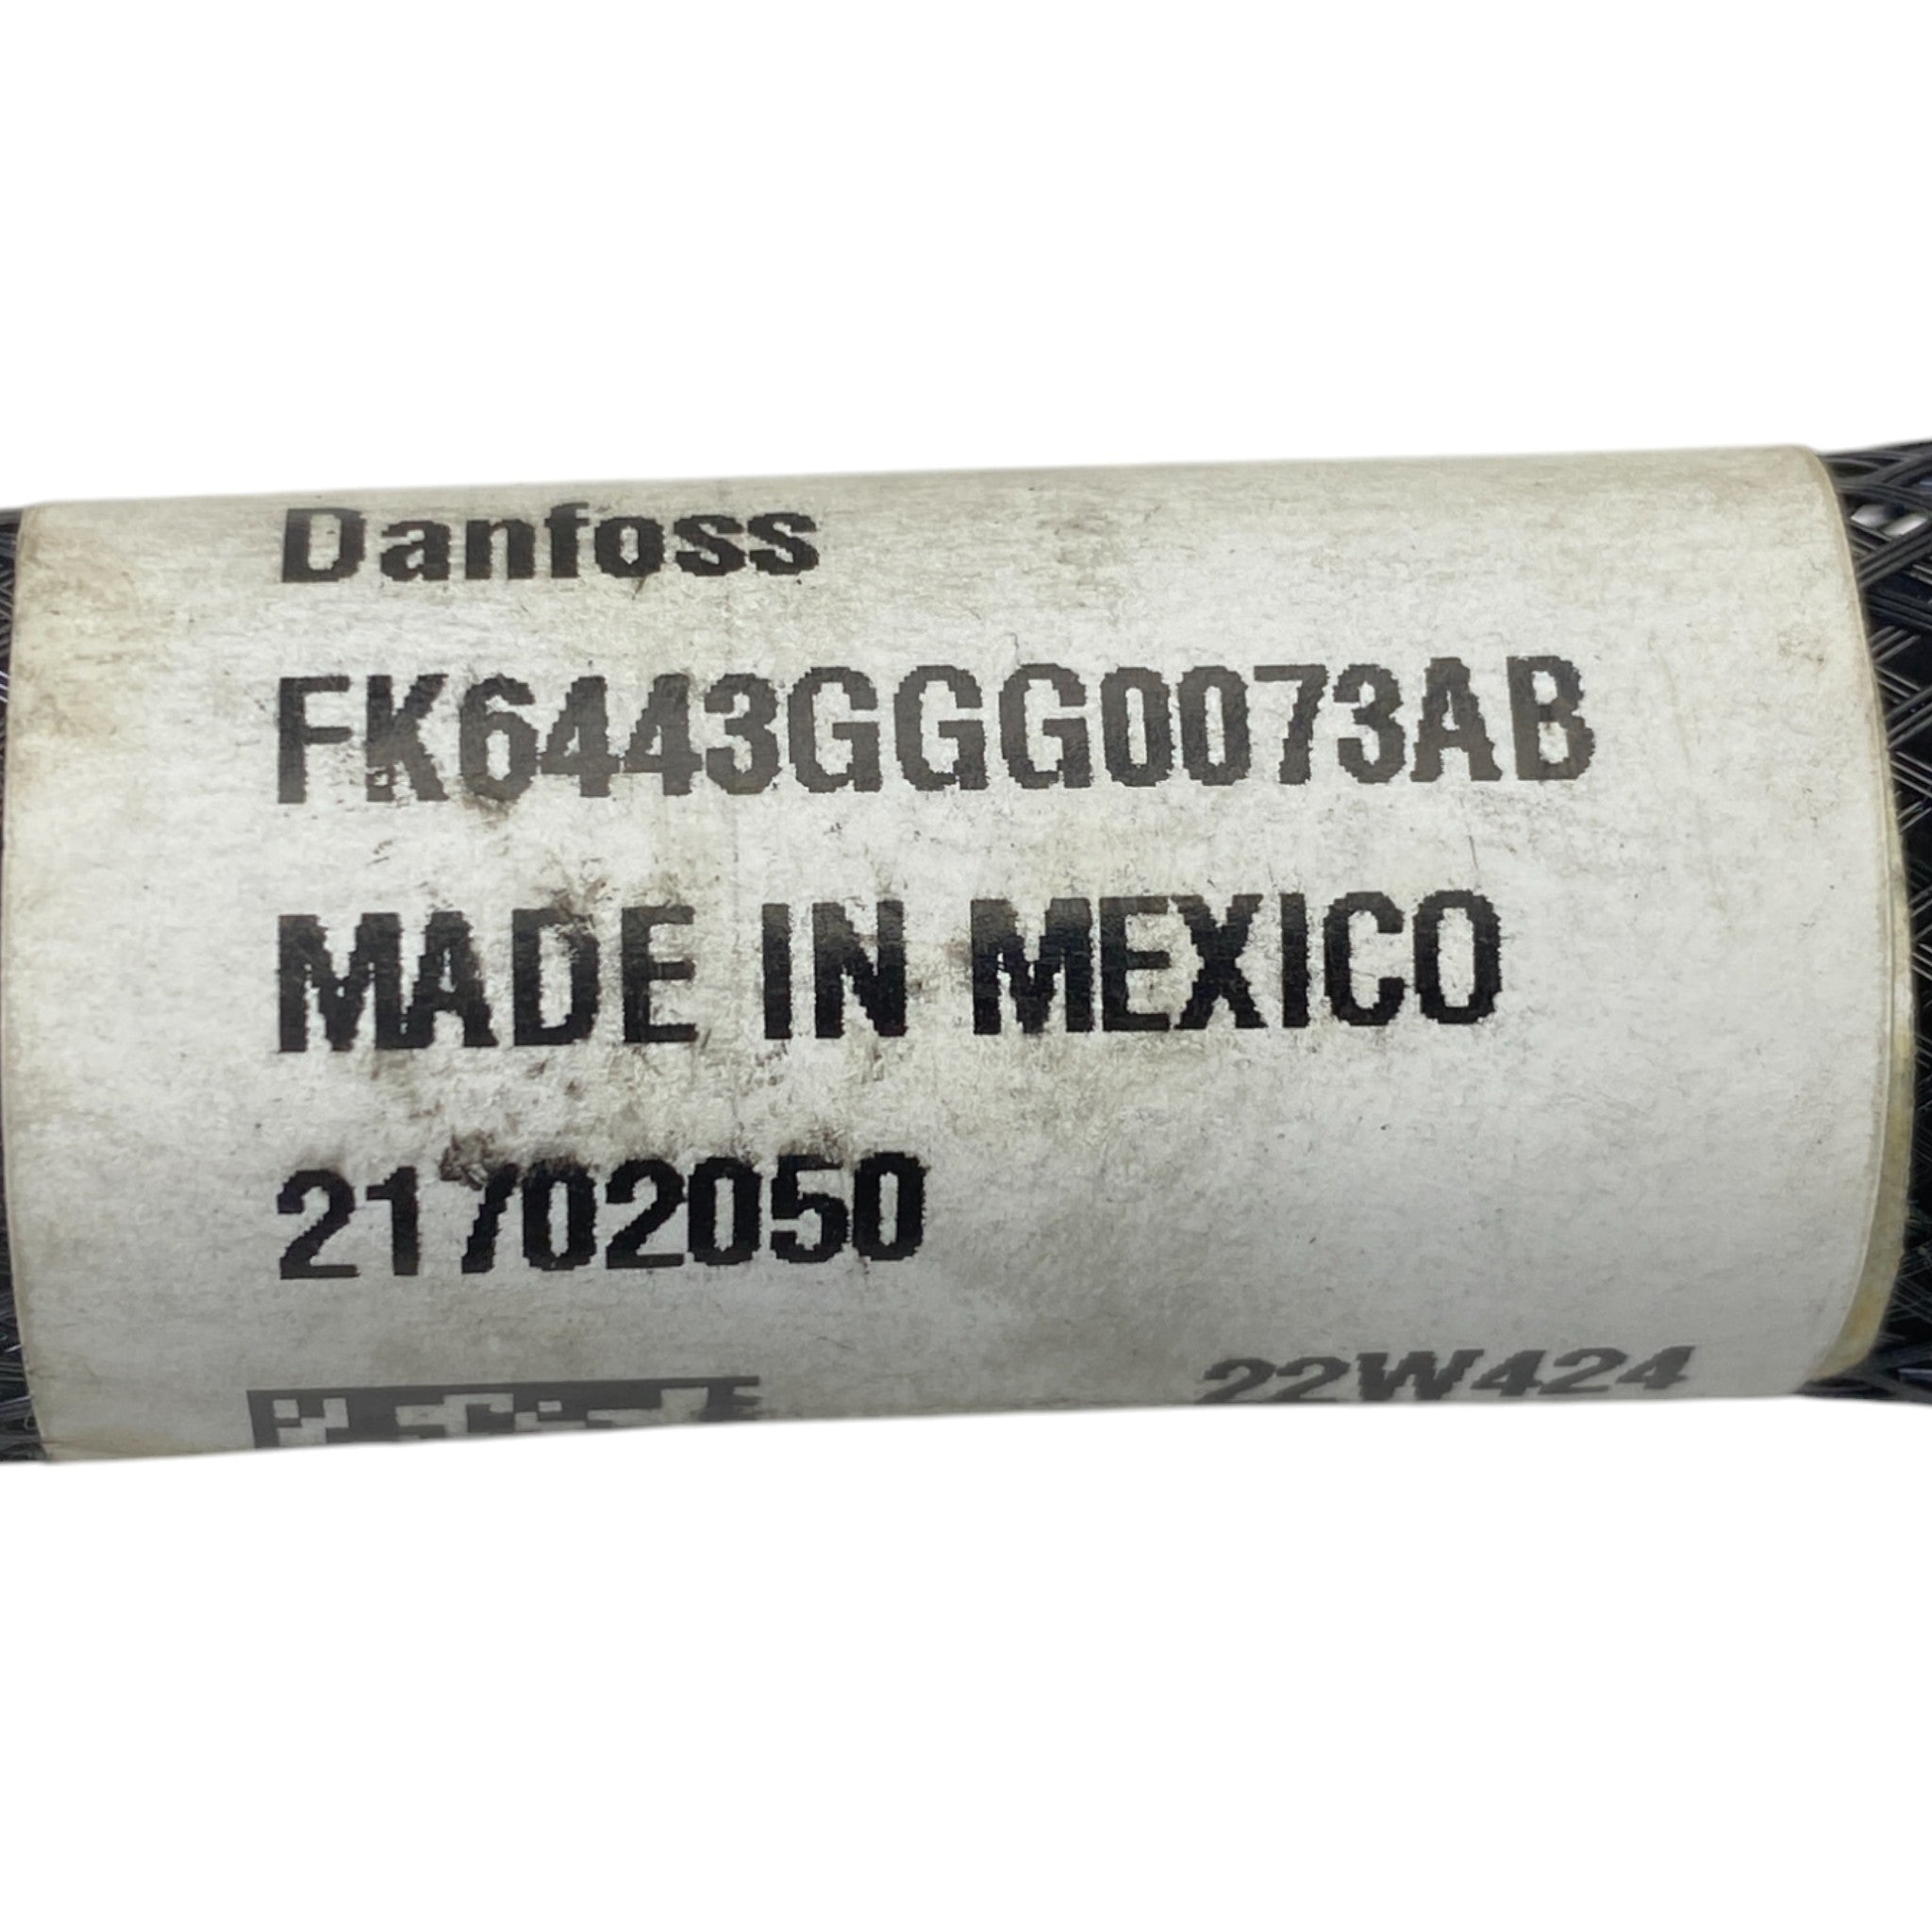 Danfoss
FK6443GGG0073AB
MADE IN MEXICO
21702050
22W424